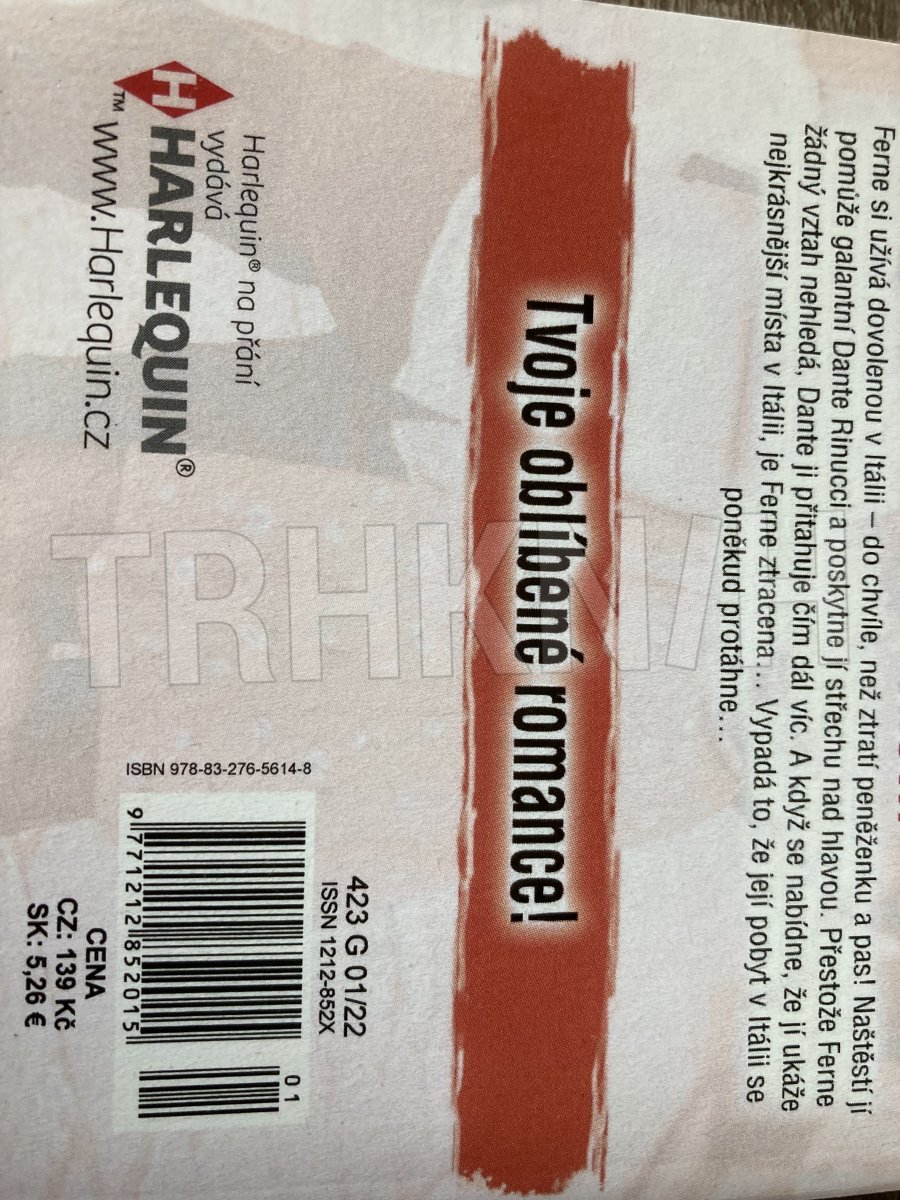 Ferne si užívá dovolenou v Itálii – do chvíle, než ztratí peněženku a pas! Naštěstí jí
pomůže galantní Dante Rinucci a poskytne jí střechu nad hlavou. Přestože Ferne
žádný vztah nehledá, Dante ji přitahuje čím dál víc. A když se nabídne, že jí ukáže
nejkrásnější místa v Itálii, je Ferne ztracena... Vypadá to, že její pobyt v Itálii se
poněkud protáhne...
Tvoje oblíbené romance!
Harlequin® na přání
vydává
H HARLEQUIN®
™ www.Harlequin.cz
423 G 01/22
ISSN 1212-852X
ISBN 978-83-276-5614-8
9 771212 852015
01
CENA
CZ: 139 Kč
SK: 5,26 €